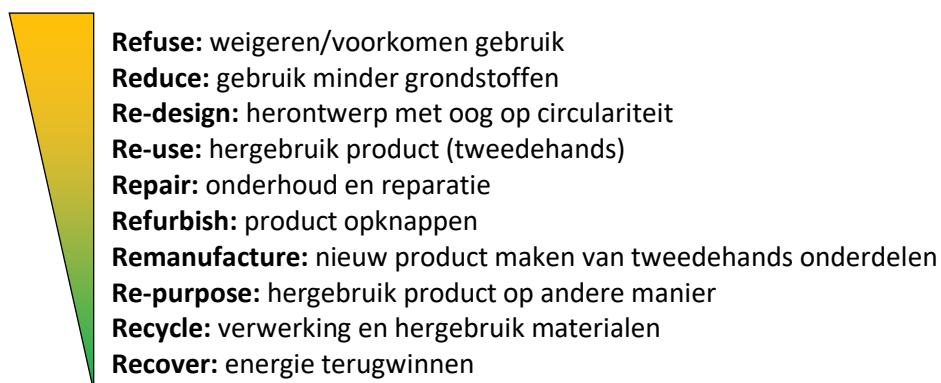 Refuse: weigeren/voorkomen gebruik
Reduce: gebruik minder grondstoffen
Re-design: herontwerp met oog op circulariteit
Re-use: hergebruik product (tweedehands)
Repair: onderhoud en reparatie
Refurbish: product opknappen
Remanufacture: nieuw product maken van tweedehands onderdelen
Re-purpose: hergebruik product op andere manier
Recycle: verwerking en hergebruik materialen
Recover: energie terugwinnen